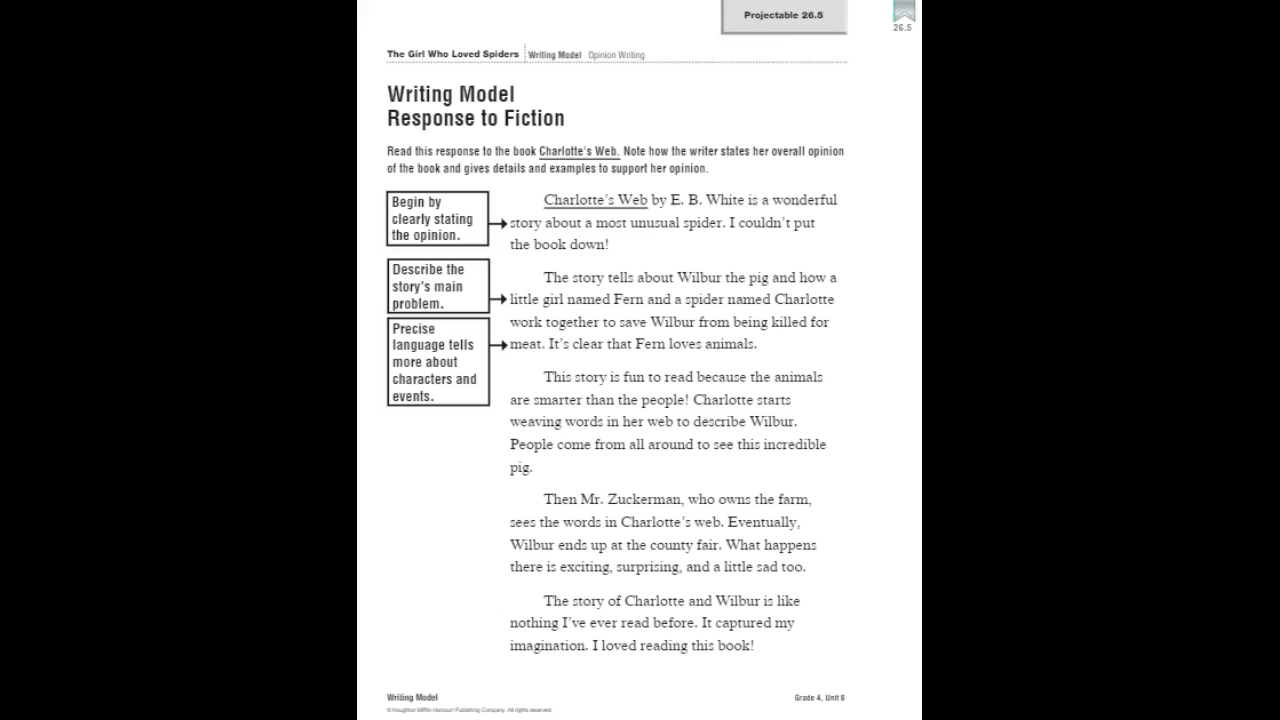 Projectable 26.5
26.5
The Girl Who Loved Spiders Writing Model Opinion Writing
Writing Model
Response to Fiction
Read this response to the book Charlotte's Web. Note how the writer states her overall opinion
of the book and gives details and examples to support her opinion.
Begin by
clearly stating
the opinion.
Describe the
story's main
problem.
Precise
language tells
more about
characters and
events.
Charlotte's Web by E. B. White is a wonderful
story about a most unusual spider. I couldn't put
the book down!
The story tells about Wilbur the pig and how a
little girl named Fern and a spider named Charlotte
work together to save Wilbur from being killed for
meat. It's clear that Fern loves animals.
This story is fun to read because the animals
are smarter than the people! Charlotte starts
weaving words in her web to describe Wilbur.
People come from all around to see this incredible
pig.
Then Mr. Zuckerman, who owns the farm,
sees the words in Charlotte's web. Eventually,
Wilbur ends up at the county fair. What happens
there is exciting, surprising, and a little sad too.
The story of Charlotte and Wilbur is like
nothing I've ever read before. It captured my
imagination. I loved reading this book!
Writing Model
Grade 4, Unit 6
© Houghton Mifflin Harcourt Publishing Company. All rights reserved.